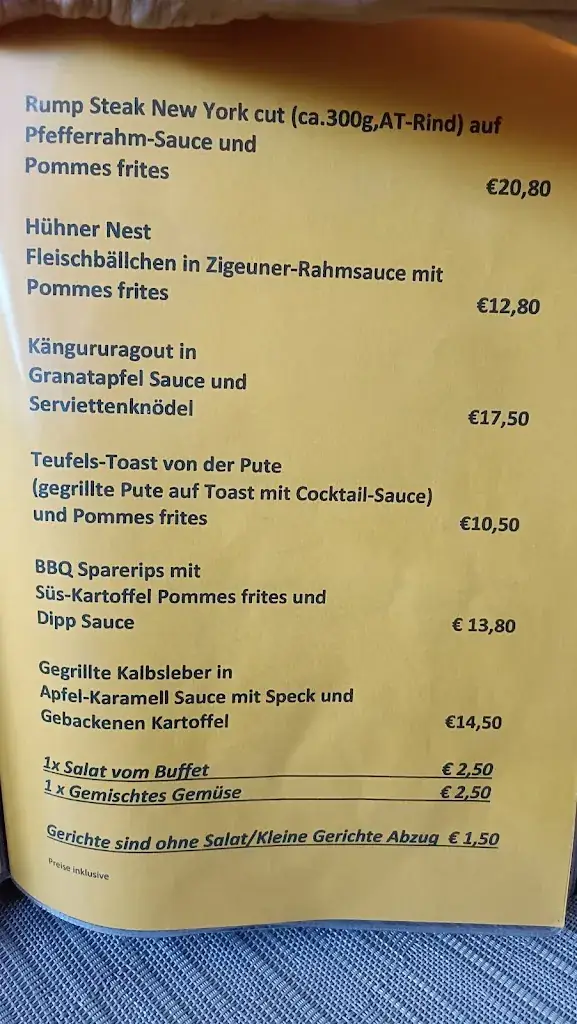 Rump Steak New York cut (ca.300g,AT-Rind) auf
Pfefferrahm-Sauce und
Pommes frites
€20,80
Hühner Nest
Fleischbällchen in Zigeuner-Rahmsauce mit
Pommes frites
€12,80
Kängururagout in
Granatapfel Sauce und
Serviettenknödel
€17,50
Teufels-Toast von der Pute
(gegrillte Pute auf Toast mit Cocktail-Sauce)
und Pommes frites
€10,50
BBQ Sparerips mit
Süs-Kartoffel Pommes frites und
Dipp Sauce
€ 13,80
Gegrillte Kalbsleber in
Apfel-Karamell Sauce mit Speck und
Gebackenen Kartoffel
€14,50
1x Salat vom Buffet € 2,50
1 x Gemischtes Gemüse € 2,50
Gerichte sind ohne Salat/Kleine Gerichte Abzug € 1,50
Preise inklusive